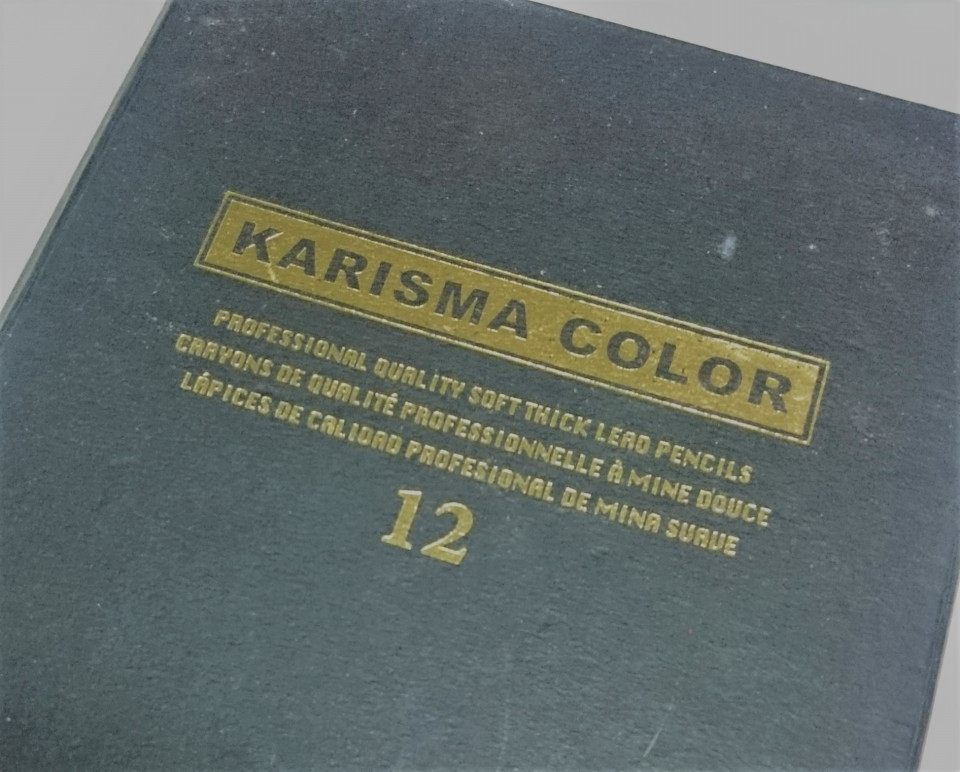 KARISMA COLOR
PROFESSIONAL QUALITY SOFT THICK LEAD PENCILS
CRAYONS DE QUALITÉ PROFESSIONNELLE À MINE DOUCE
LÁPICES DE CALIDAD PROFESIONAL DE MINA SUAVE
12